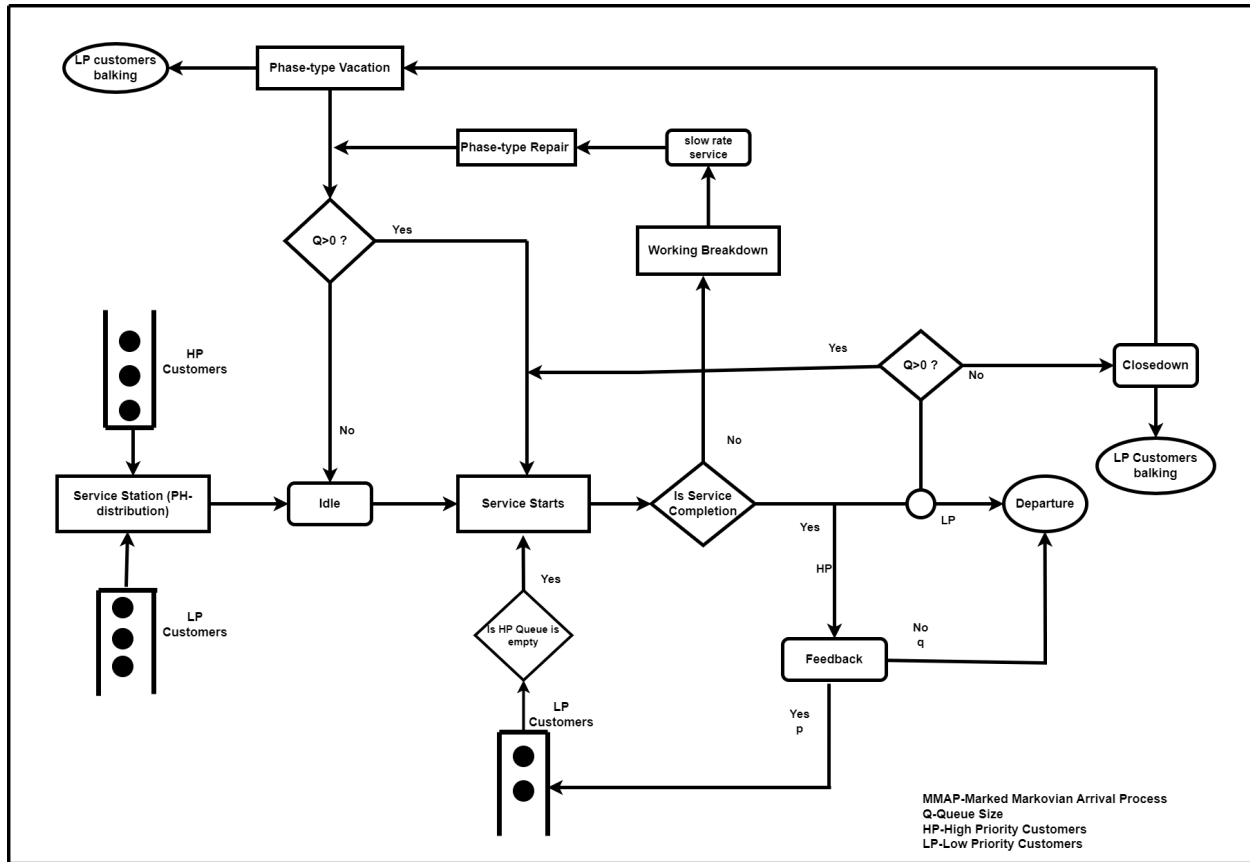 LP customers
balking
Phase-type Vacation
Phase-type Repair
slow rate
service
Q>0 ?
Yes
Working Breakdown
HP
Customers
Yes
Q>0 ?
No
Closedown
No
No
LP Customers
balking
Service Station (PH-
distribution)
Idle
Service Starts
Is Service
Completion
Departure
LP
Yes
HP
Yes
Is HP Queue is
empty
LP
Customers
No
q
Feedback
LP
Customers
Yes
p
MMAP-Marked Markovian Arrival Process
Q-Queue Size
HP-High Priority Customers
LP-Low Priority Customers